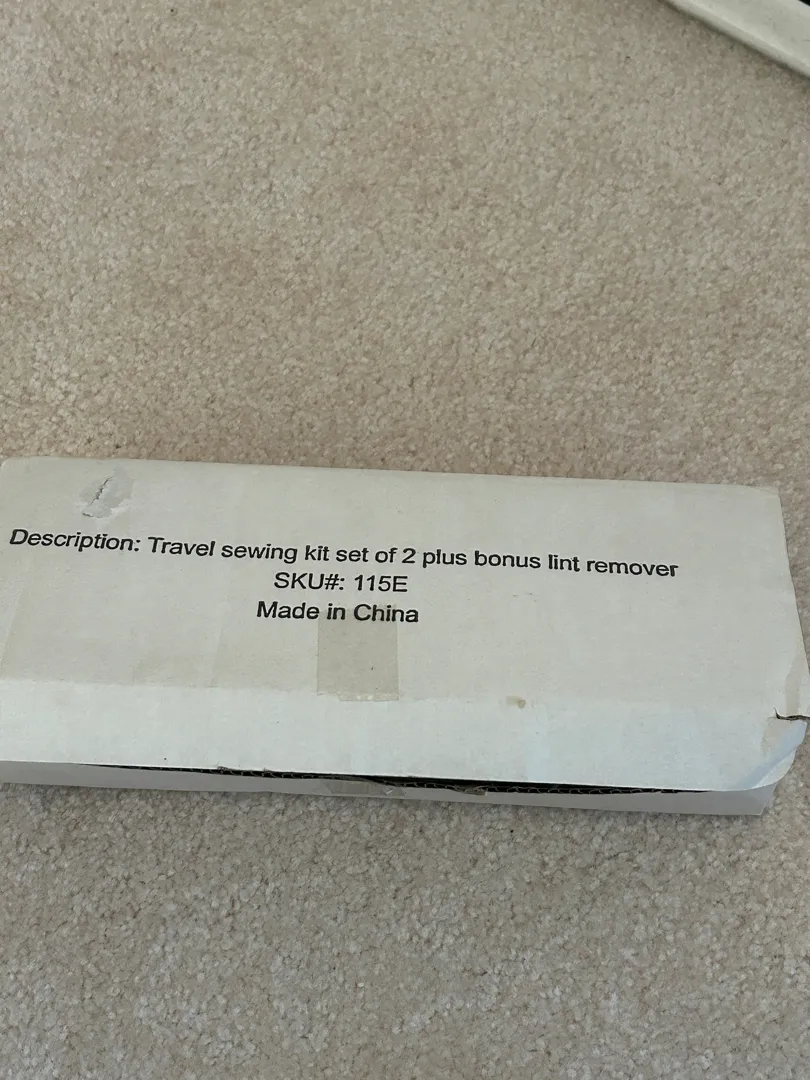 Description: Travel sewing kit set of 2 plus bonus lint remover
SKU#: 115E
Made in China